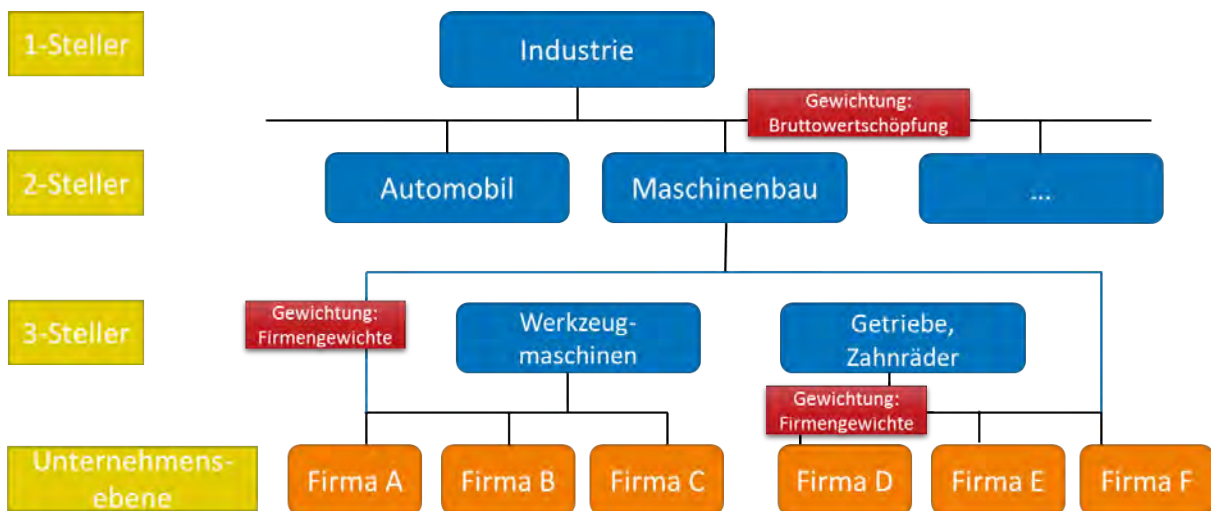 1-Steller
Industrie
Gewichtung:
Bruttowertschöpfung
2-Steller
Automobil
Maschinenbau
...
3-Steller
Gewichtung:
Firmengewichte
Werkzeug-
maschinen
Getriebe,
Zahnräder
Gewichtung:
Firmengewichte
Unternehmens-
ebene
Firma A
Firma B
Firma C
Firma D
Firma E
Firma F